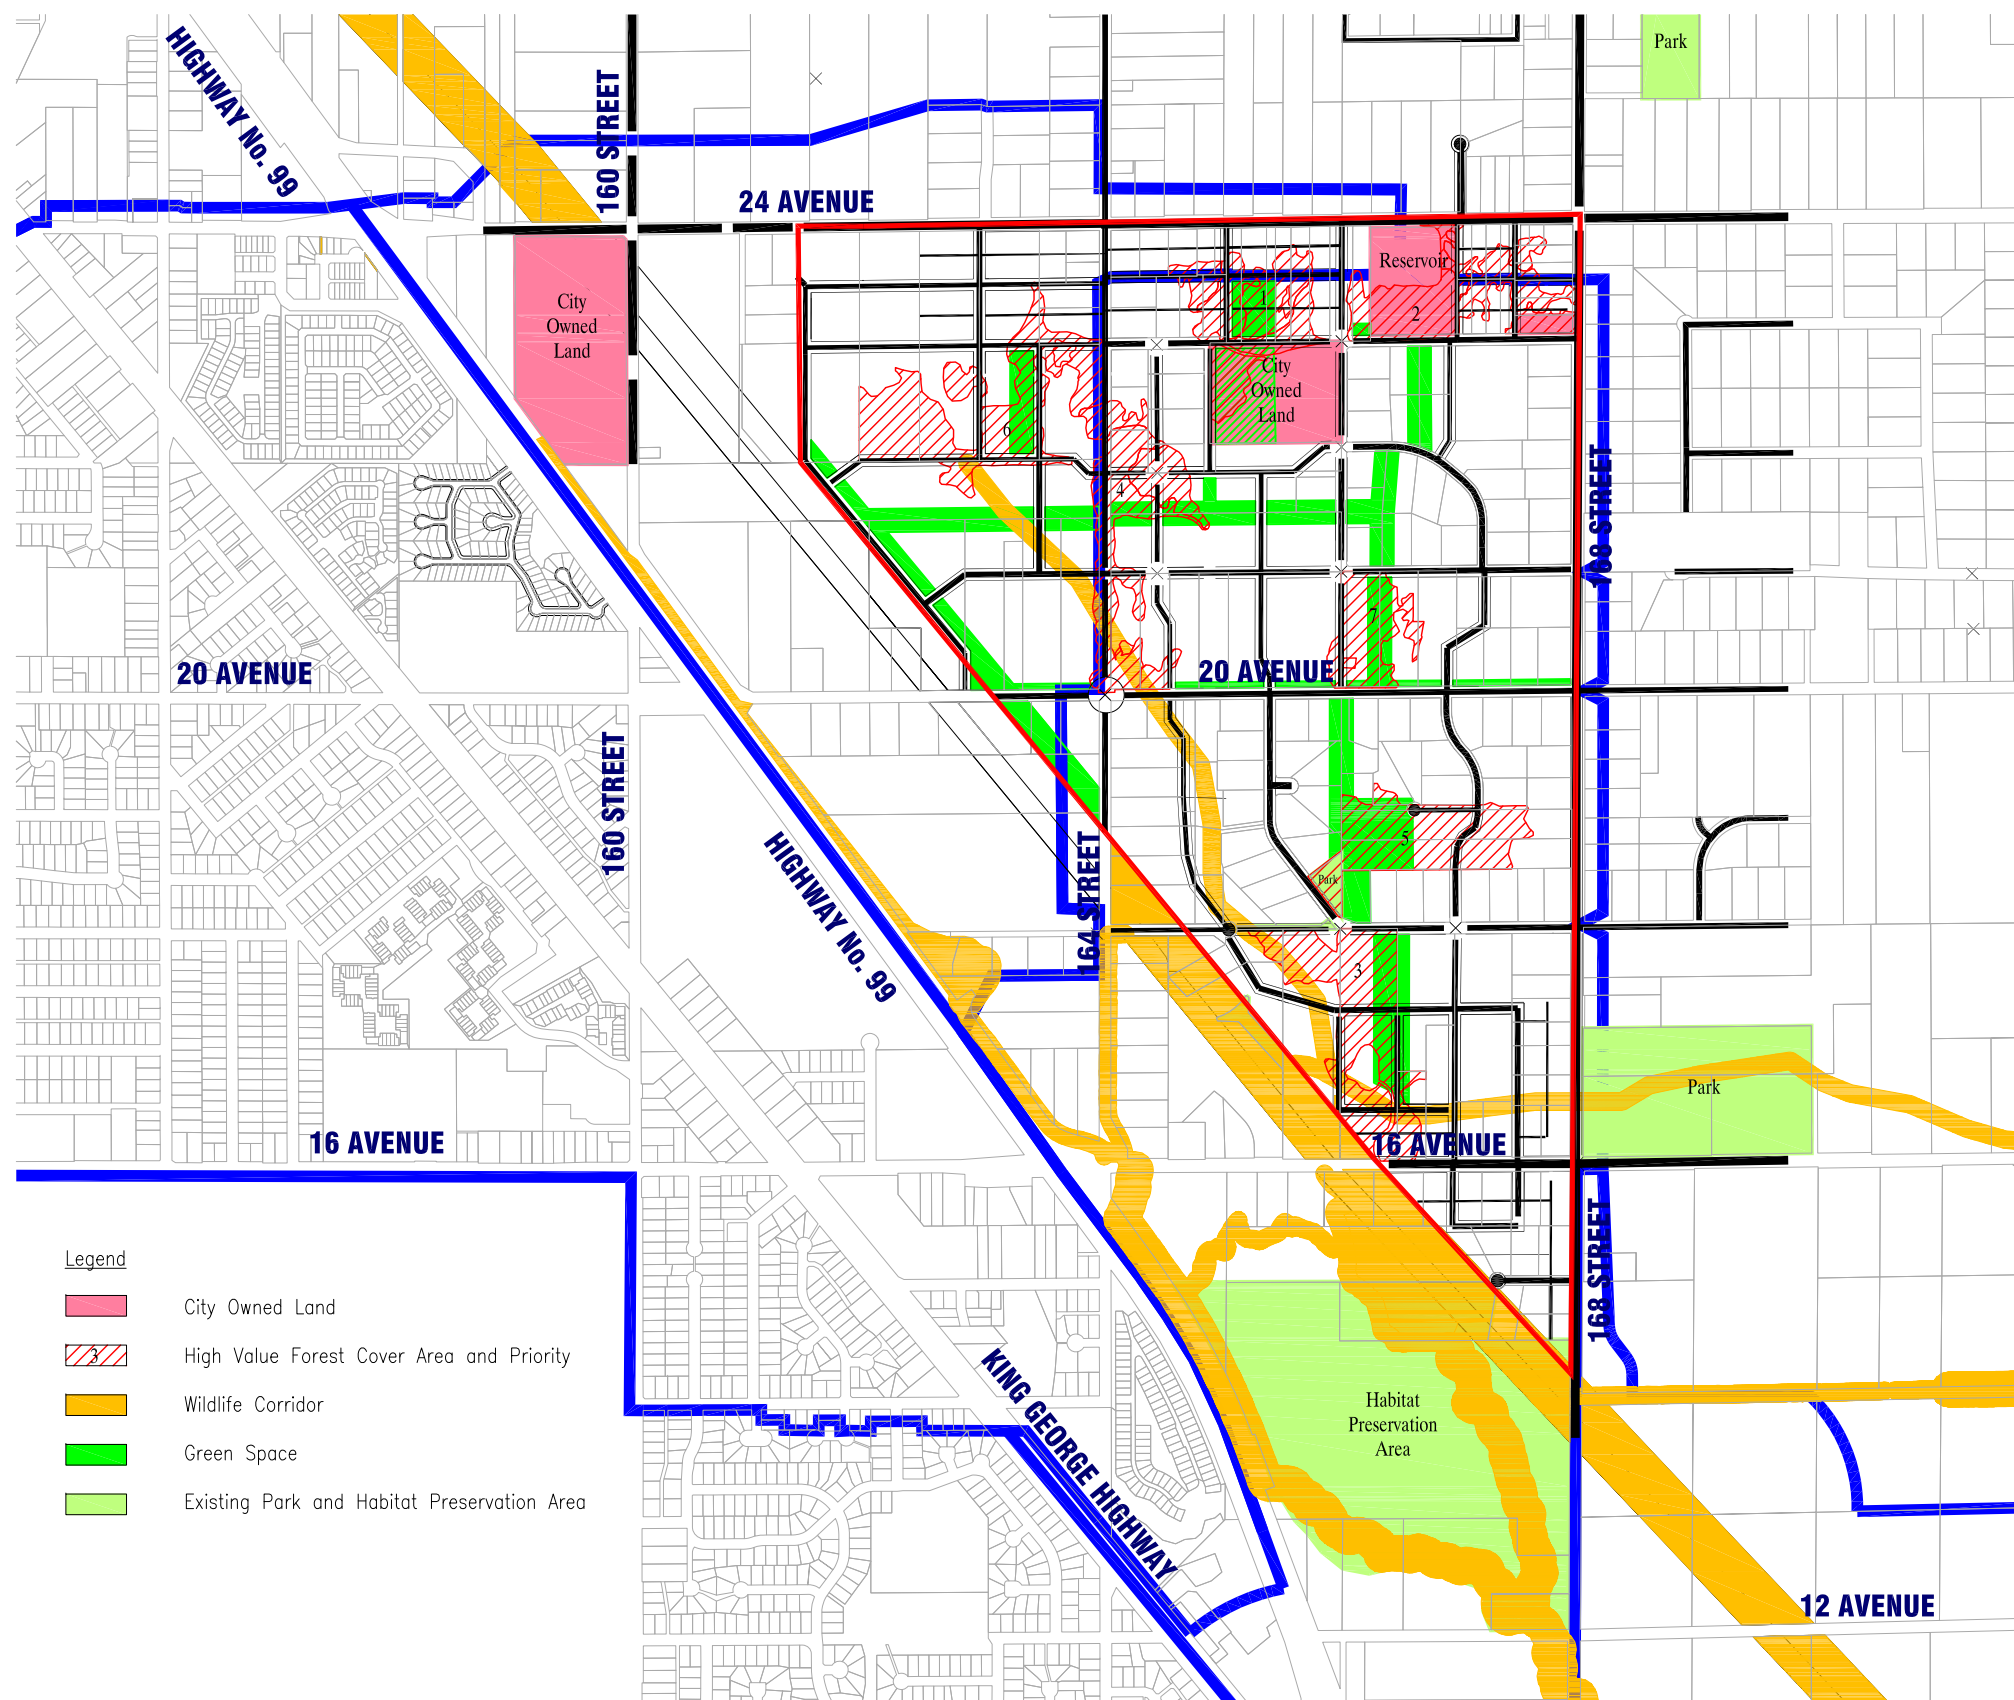 Park
HIGHWAY No. 99
160 STREET
24 AVENUE
Reservoir
City
Owned
Land
1
2
City
Owned
Land
6
4
168 STREET
7
20 AVENUE
20 AVENUE
160 STREET
5
Park
HIGHWAY No. 99
164 STREET
3
Park
16 AVENUE
16 AVENUE
168 STREET
Legend
City Owned Land
3
High Value Forest Cover Area and Priority
Wildlife Corridor
Green Space
Existing Park and Habitat Preservation Area
KING GEORGE HIGHWAY
Habitat
Preservation
Area
12 AVENUE